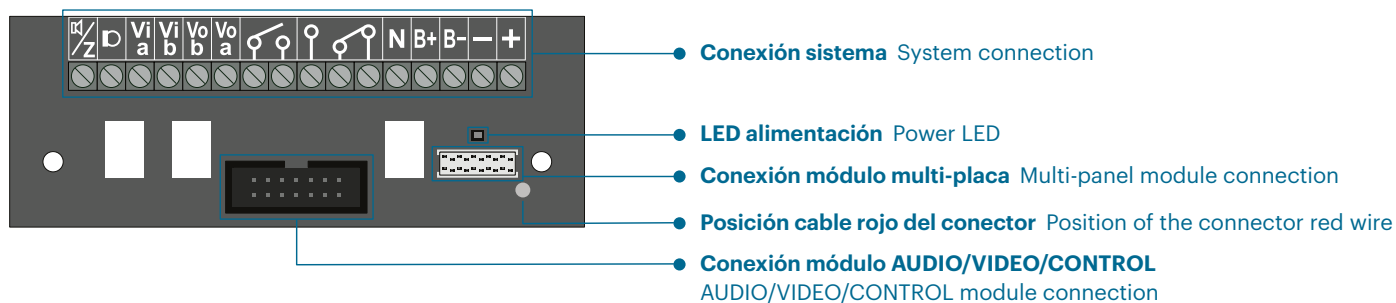 Z Vi a Vi b Vo b Vo a N B+ B- – +
Conexión sistema System connection
LED alimentación Power LED
Conexión módulo multi-placa Multi-panel module connection
Posición cable rojo del conector Position of the connector red wire
Conexión módulo AUDIO/VIDEO/CONTROL
AUDIO/VIDEO/CONTROL module connection